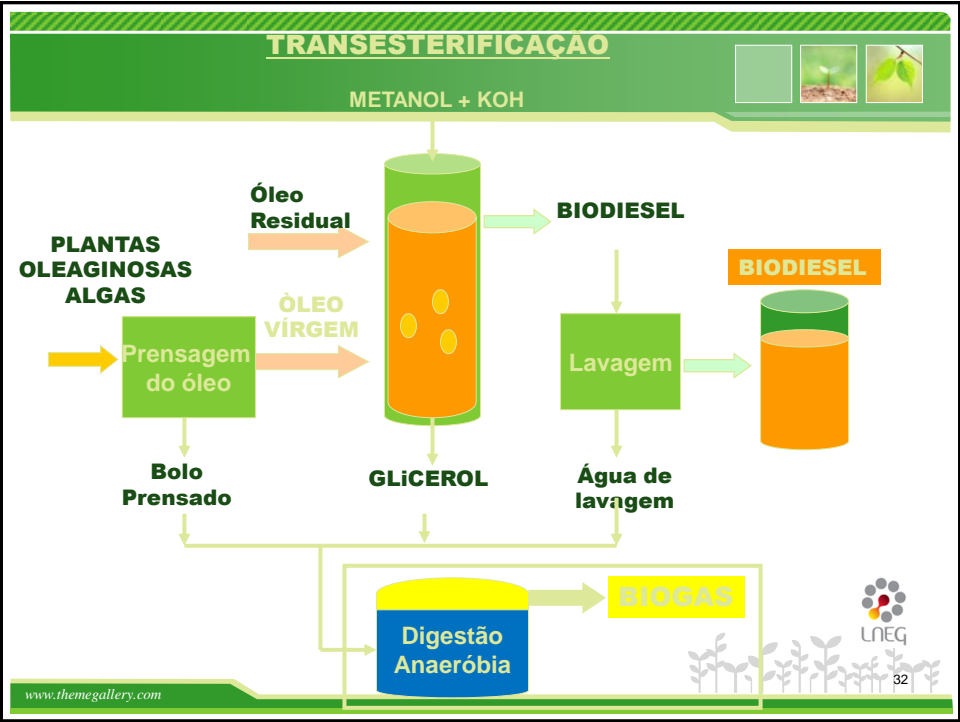 TRANSESTERIFICAÇÃO
METANOL + KOH
Óleo
Residual
BIODIESEL
PLANTAS
OLEAGINOSAS
ALGAS
BIODIESEL
ÒLEO
VÍRGEM
Prensagem
do óleo
Lavagem
Bolo
Prensado
GLiCEROL
Água de
lavagem
BIOGAS
Digestão
Anaeróbia
LNEG
32
www.themegallery.com